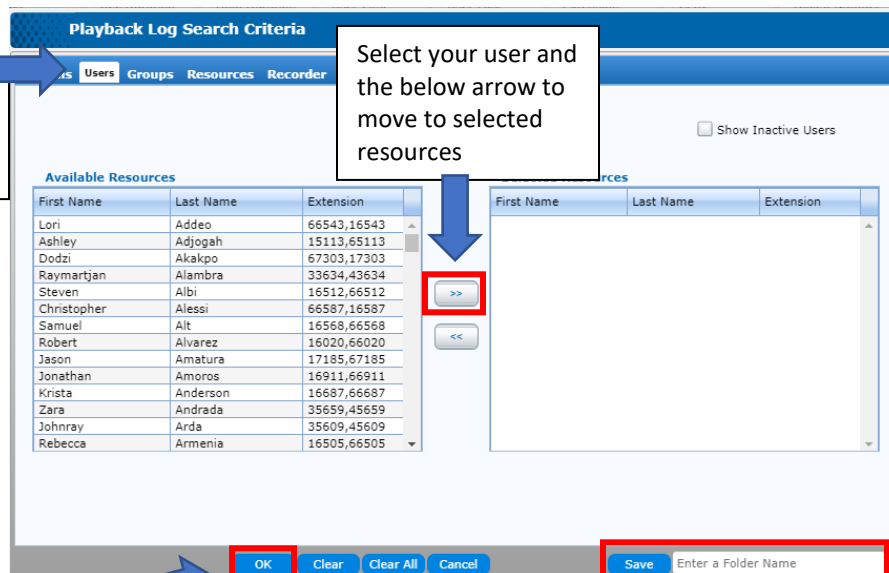 Playback Log Search Criteria
Select your user and
the below arrow to
move to selected
resources
Users Groups Resources Recorder
Show Inactive Users
Available Resources
First Name Last Name Extension
First Name Last Name Extension
Lori Addeo 66543,16543
Ashley Adjogah 15113,65113
Dodzi Akakpo 67303,17303
Raymartjan Alambra 33634,43634
Steven Albi 16512,66512
Christopher Alessi 66587,16587
Samuel Alt 16568,66568
Robert Alvarez 16020,66020
Jason Amatura 17185,67185
Jonathan Amoros 16911,66911
Krista Anderson 16687,66687
Zara Andrada 35659,45659
Johnray Arda 35609,45609
Rebecca Armenia 16505,66505
>>
<<
OK Clear Clear All Cancel Save Enter a Folder Name